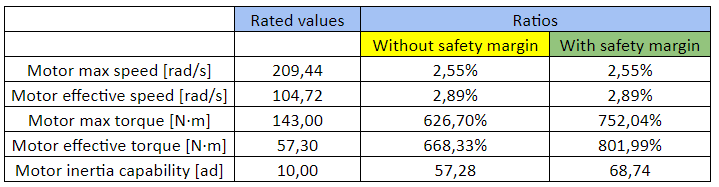 Rated values Ratios
Without safety margin With safety margin
Motor max speed [rad/s] 209,44 2,55% 2,55%
Motor effective speed [rad/s] 104,72 2,89% 2,89%
Motor max torque [N·m] 143,00 626,70% 752,04%
Motor effective torque [N·m] 57,30 668,33% 801,99%
Motor inertia capability [ad] 10,00 57,28 68,74